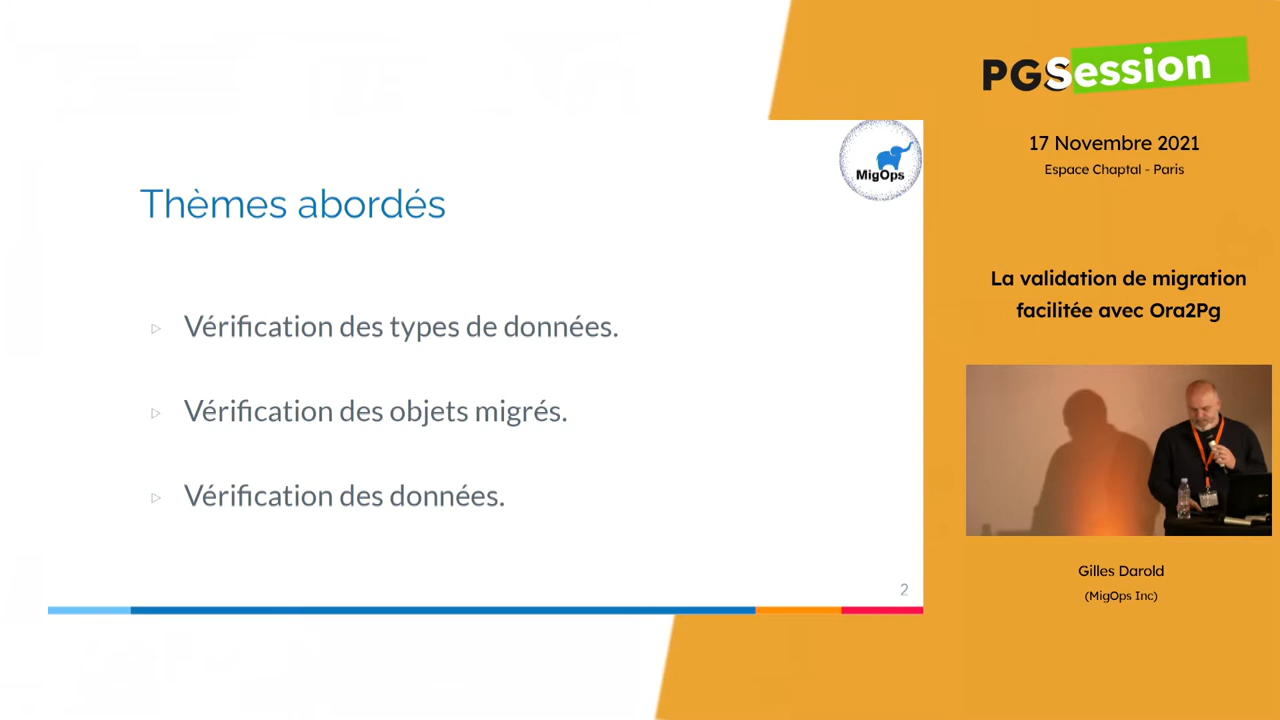 PGSession
17 Novembre 2021
Espace Chaptal - Paris
MigOps
Thèmes abordés
Vérification des types de données.
Vérification des objets migrés.
Vérification des données.
2
La validation de migration
facilitée avec Ora2Pg
Gilles Darold
(MigOps Inc)